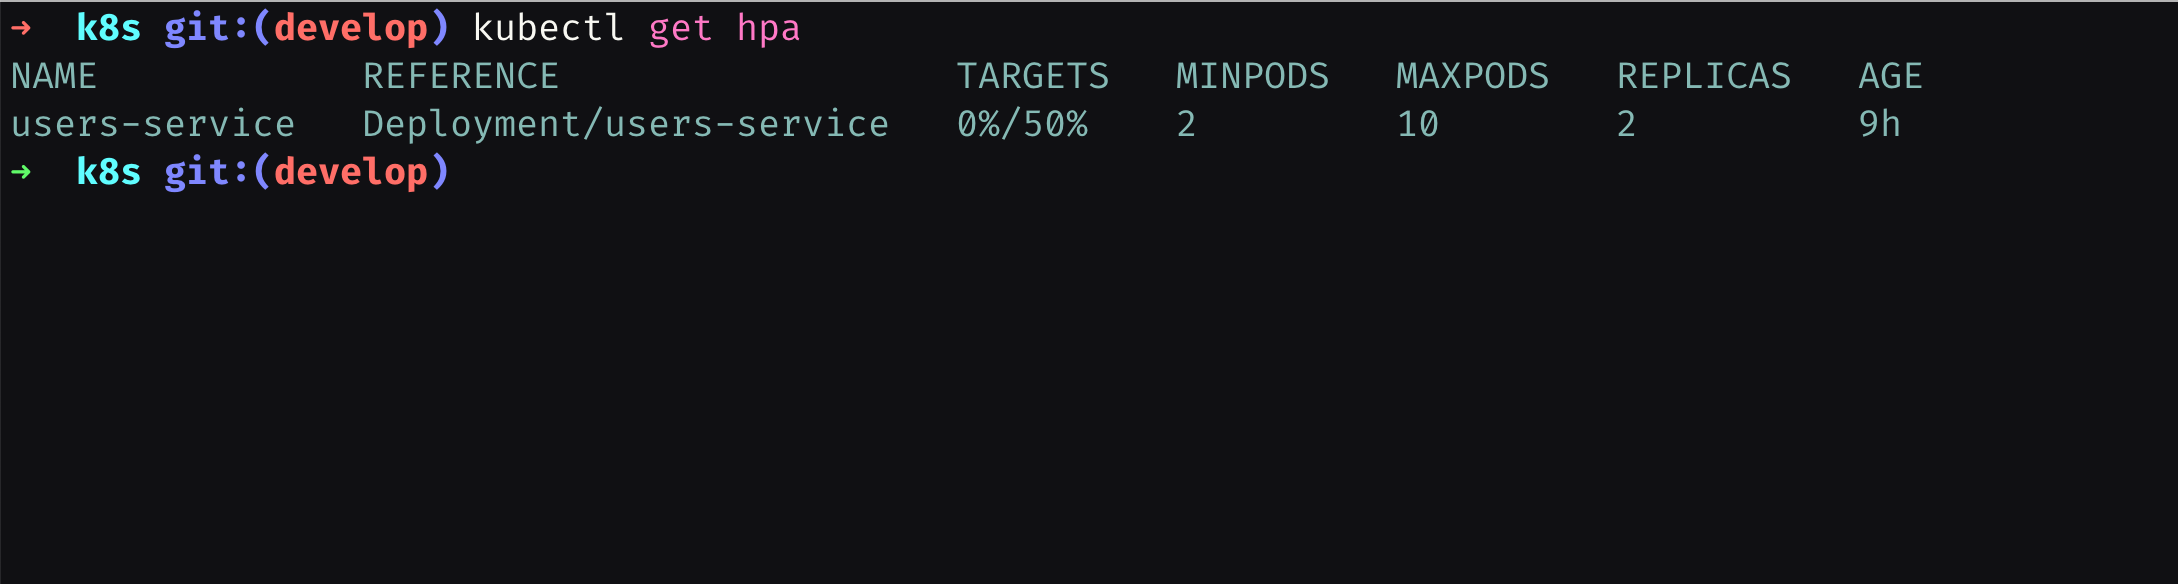 ➜  k8s git:(develop) kubectl get hpa
NAME            REFERENCE                  TARGETS   MINPODS   MAXPODS   REPLICAS   AGE
users-service   Deployment/users-service   0%/50%    2         10        2          9h
➜  k8s git:(develop)